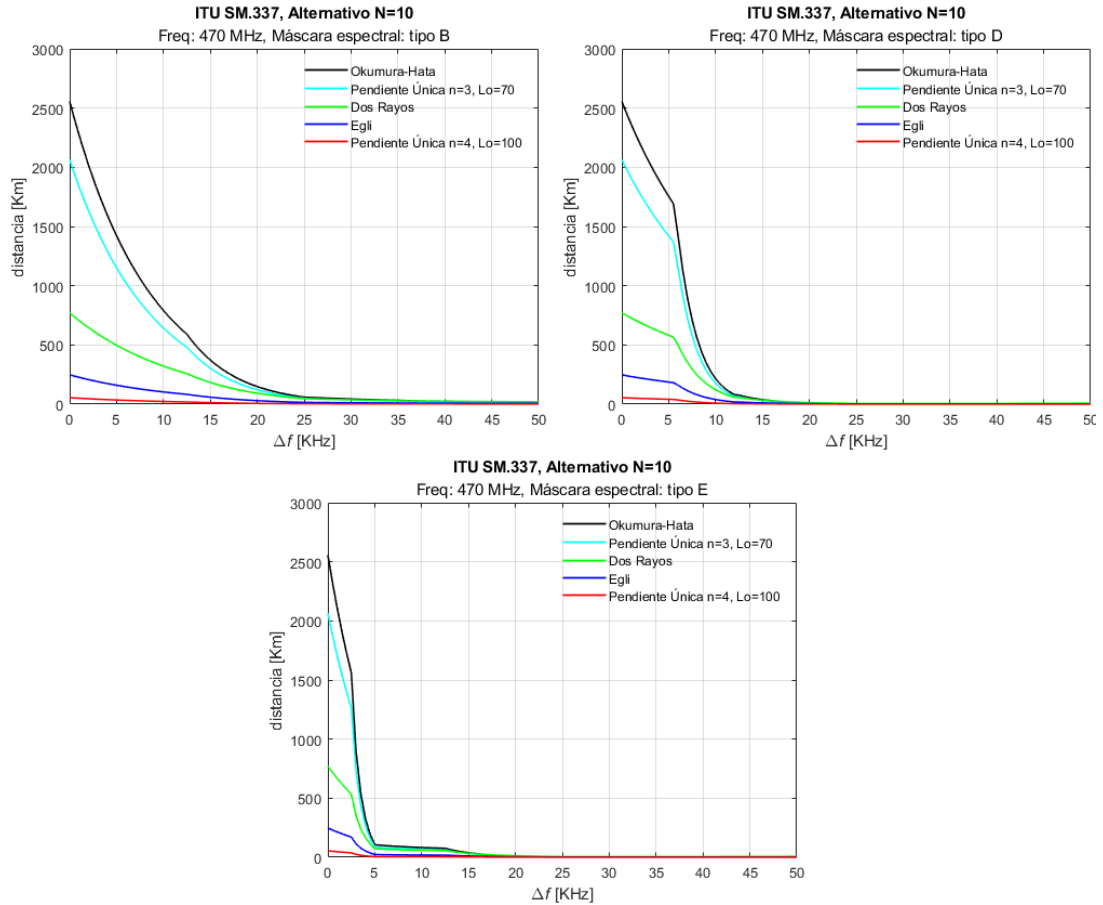 ITU SM.337, Alternativo N=10
Freq: 470 MHz, Máscara espectral: tipo B
3000
2500
2000
1500
1000
500
0
distancia [Km]
Okumura-Hata
Pendiente Única n=3, Lo=70
Dos Rayos
Egli
Pendiente Única n=4, Lo=100
0 5 10 15 20 25 30 35 40 45 50
Δf [KHz]
ITU SM.337, Alternativo N=10
Freq: 470 MHz, Máscara espectral: tipo D
3000
2500
2000
1500
1000
500
0
distancia [Km]
Okumura-Hata
Pendiente Única n=3, Lo=70
Dos Rayos
Egli
Pendiente Única n=4, Lo=100
0 5 10 15 20 25 30 35 40 45 50
Δf [KHz]
ITU SM.337, Alternativo N=10
Freq: 470 MHz, Máscara espectral: tipo E
3000
2500
2000
1500
1000
500
0
distancia [Km]
Okumura-Hata
Pendiente Única n=3, Lo=70
Dos Rayos
Egli
Pendiente Única n=4, Lo=100
0 5 10 15 20 25 30 35 40 45 50
Δf [KHz]